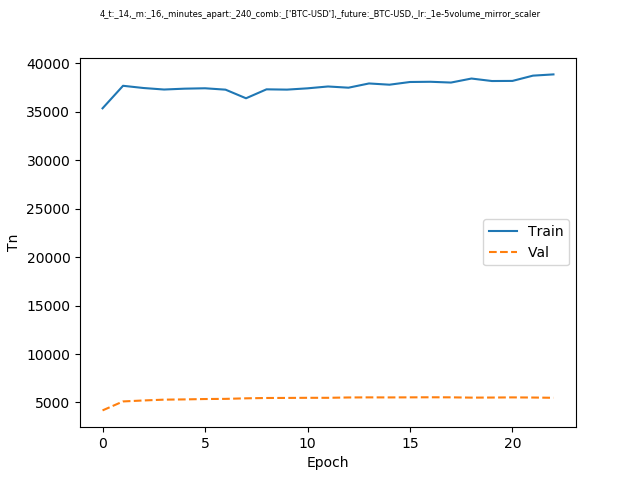 4_t:_14,_m:_16,_minutes_apart:_240_comb:_['BTC-USD'],_future:_BTC-USD,_lr:_1e-5volume_mirror_scaler
40000
35000
30000
25000
20000
15000
10000
5000
Tn
Train
Val
0 5 10 15 20
Epoch